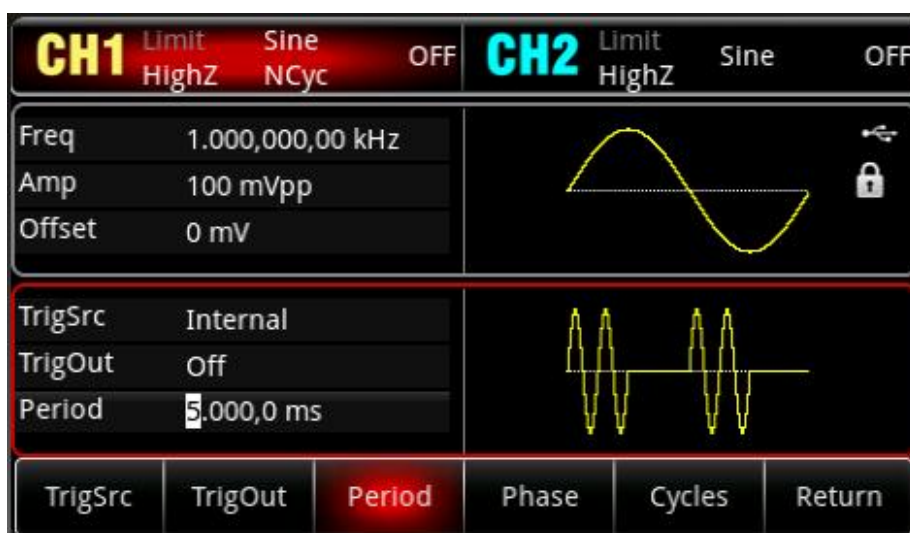 CH1 Limit Sine OFF CH2 Limit Sine OFF
HighZ NCyc HighZ
Freq 1.000,000,00 kHz
Amp 100 mVpp
Offset 0 mV
TrigSrc Internal
TrigOut Off
Period 5.000,0 ms
TrigSrc TrigOut Period Phase Cycles Return